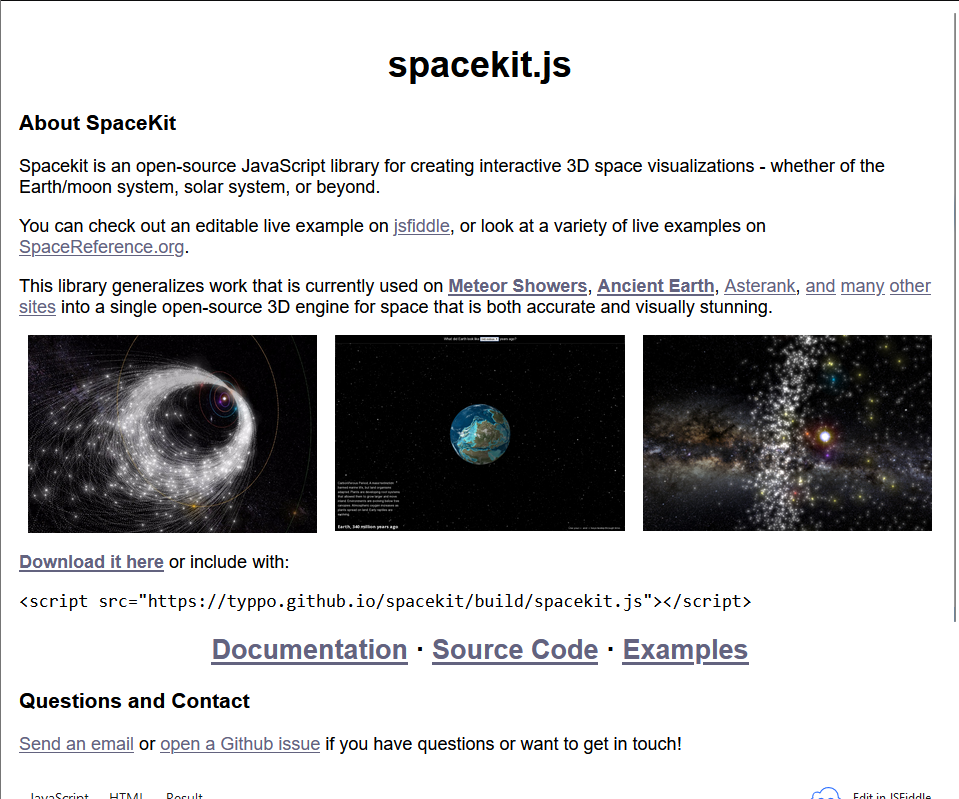 spacekit.js
About SpaceKit
Spacekit is an open-source JavaScript library for creating interactive 3D space visualizations - whether of the
Earth/moon system, solar system, or beyond.
You can check out an editable live example on jsfiddle, or look at a variety of live examples on
SpaceReference.org.
This library generalizes work that is currently used on Meteor Showers, Ancient Earth, Asterank, and many other
sites into a single open-source 3D engine for space that is both accurate and visually stunning.
What did Earth look like years ago?
Earth, 340 million years ago
Download it here or include with:
<script src="https://typpo.github.io/spacekit/build/spacekit.js"></script>
Documentation · Source Code · Examples
Questions and Contact
Send an email or open a Github issue if you have questions or want to get in touch!
JavaScript HTML Result Edit in JSFiddle